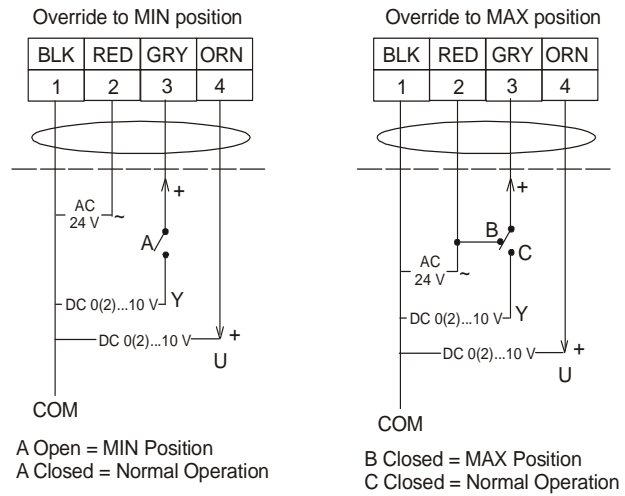 Override to MIN position
BLK RED GRY ORN
1 2 3 4
+
AC
24 V ~
A
DC 0(2)...10 V Y
DC 0(2)...10 V +
U
COM
A Open = MIN Position
A Closed = Normal Operation
Override to MAX position
BLK RED GRY ORN
1 2 3 4
+
B
C
AC
24 V ~
DC 0(2)...10 V Y
DC 0(2)...10 V +
U
COM
B Closed = MAX Position
C Closed = Normal Operation